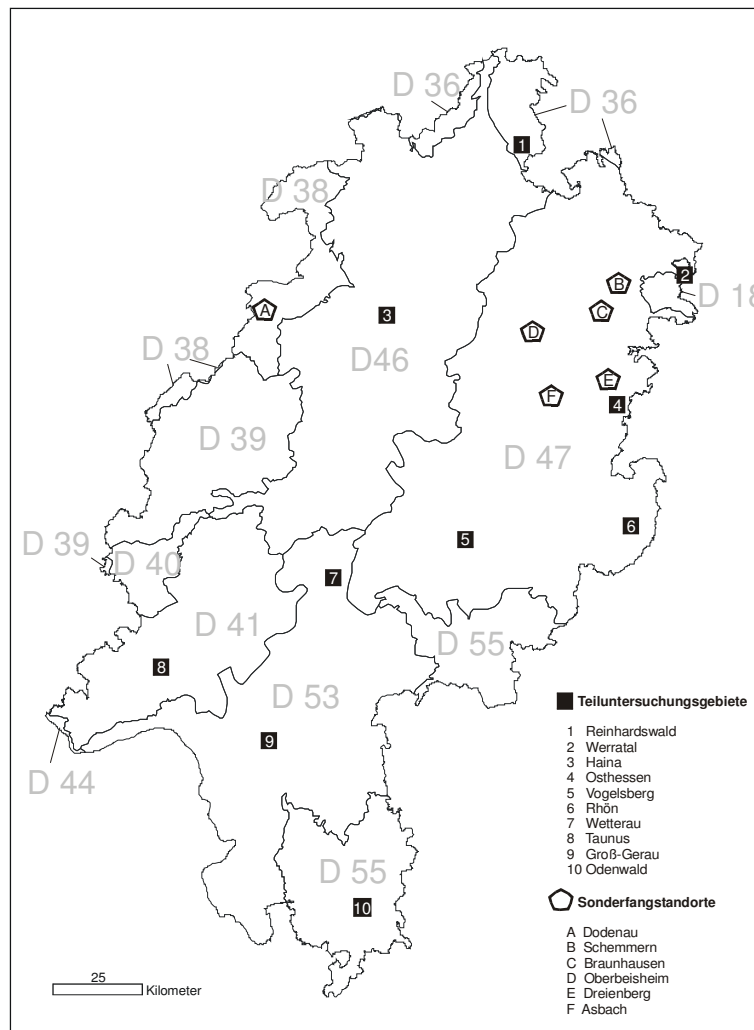 D 36
D 36
1
D 38
2
B
D 18
A
C
3
D
D 38
D46
E
F
4
D 39
D 47
6
5
D 39
D 40
7
D 41
D 55
8
D 53
9
D 44
D 55
10
Teiluntersuchungsgebiete
1 Reinhardswald
2 Werratal
3 Haina
4 Osthessen
5 Vogelsberg
6 Rhön
7 Wetterau
8 Taunus
9 Groß-Gerau
10 Odenwald
Sonderfangstandorte
A Dodenau
B Schemmern
C Braunhausen
D Oberbeisheim
E Dreienberg
F Asbach
25
Kilometer